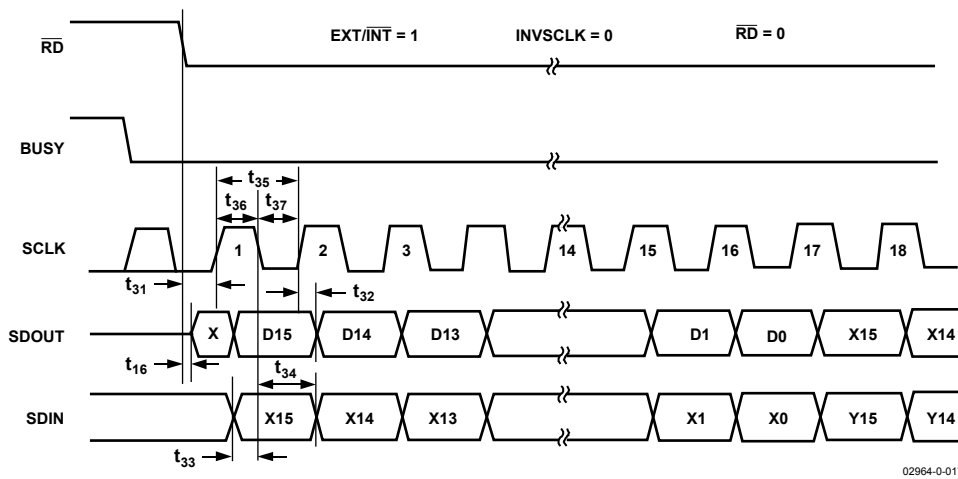 EXT/INT = 1 INVSCLK = 0 RD = 0
RD
BUSY
t35
t36 t37
SCLK 1 2 3 14 15 16 17 18
t31 t32
SDOUT X D15 D14 D13 D1 D0 X15 X14
t16 t34
SDIN X15 X14 X13 X1 X0 Y15 Y14
t33
02964-0-01